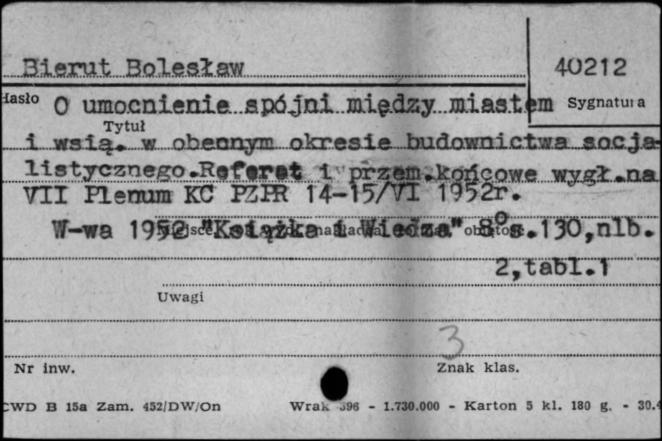 Bierut Bolesław
40212
Hasło
O umocnienie spójni między miastem
Sygnatura
Tytuł
i wsią. w obecnym okresie budownictwa socja-
listycznego.Referat i przem.końcowe wygł.na
VII Plenum KC PZPR 14-15/VI 1952r.
W-wa 1952 "Książka i Wiedza" 8°s.130,nlb.
2,tabl.1
Uwagi
3
Nr inw.
Znak klas.
CWD B 15a Zam. 452/DW/On
Wrak 396 - 1.730.000 - Karton 5 kl. 180 g. - 30.4